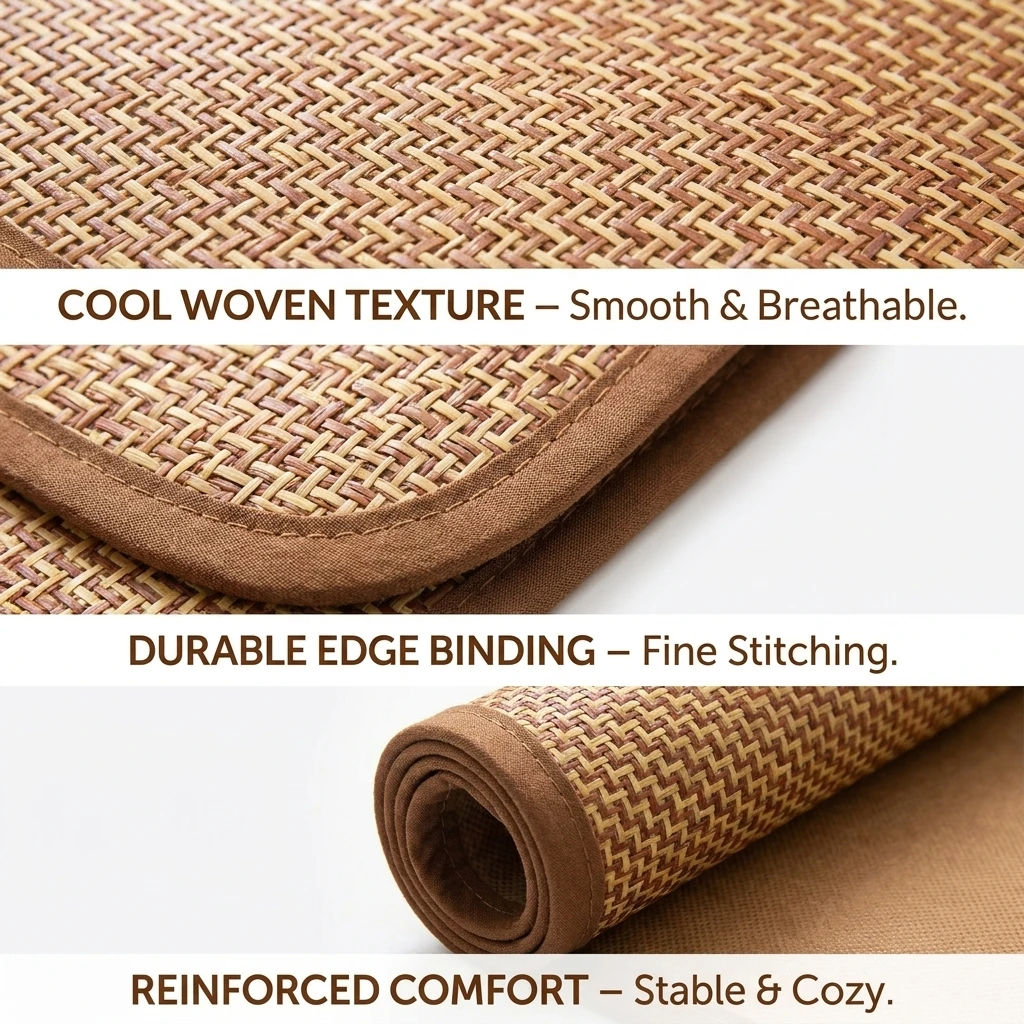 COOL WOVEN TEXTURE – Smooth & Breathable.
DURABLE EDGE BINDING – Fine Stitching.
REINFORCED COMFORT – Stable & Cozy.